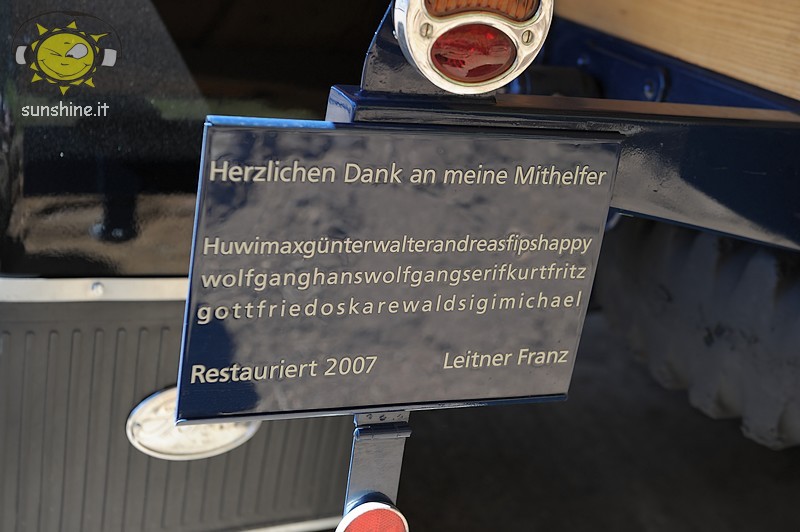 sunshine.it
Herzlichen Dank an meine Mithelfer
Huwimaxgünterwalterandreasfipshappy
wolfganghanswolfgangserifkurtfritz
gottfriedoskarewaldsigimichael
Restauriert 2007 Leitner Franz